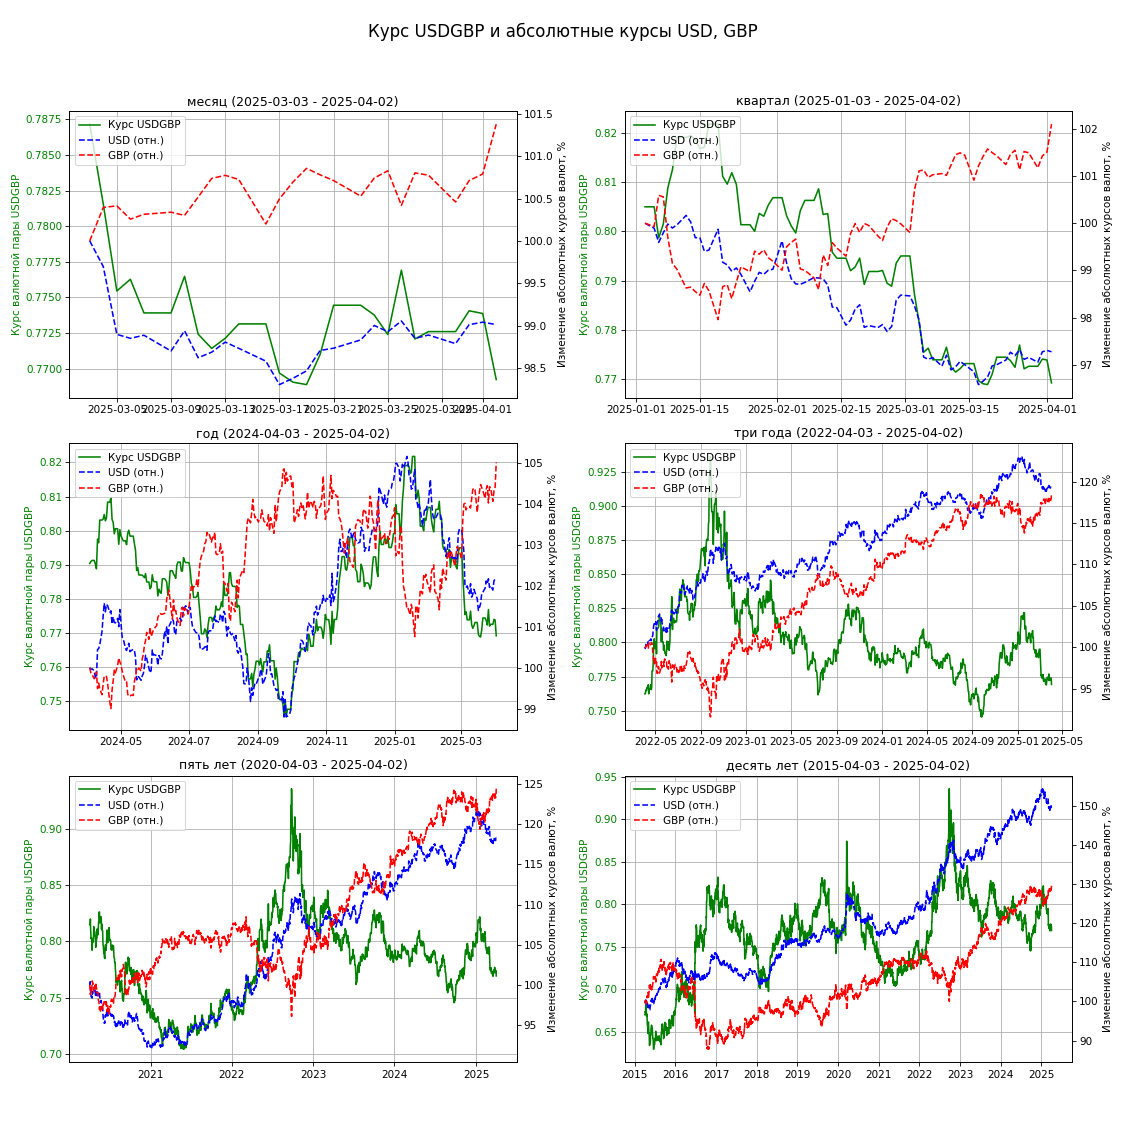 Курс USDGBP и абсолютные курсы USD, GBP
месяц (2025-03-03 - 2025-04-02)
Курс USDGBP
USD (отн.)
GBP (отн.)
Курс валютной пары USDGBP
0.7875
0.7850
0.7825
0.7800
0.7775
0.7750
0.7725
0.7700
101.5
101.0
100.5
100.0
99.5
99.0
98.5
Изменение абсолютных курсов валют, %
2025-03-05 2025-03-09 2025-03-13 2025-03-17 2025-03-21 2025-03-25 2025-03-29 2025-04-01
квартал (2025-01-03 - 2025-04-02)
Курс USDGBP
USD (отн.)
GBP (отн.)
Курс валютной пары USDGBP
0.82
0.81
0.80
0.79
0.78
0.77
102
101
100
99
98
97
Изменение абсолютных курсов валют, %
2025-01-01 2025-01-15 2025-02-01 2025-02-15 2025-03-01 2025-03-15 2025-04-01
год (2024-04-03 - 2025-04-02)
Курс USDGBP
USD (отн.)
GBP (отн.)
Курс валютной пары USDGBP
0.82
0.81
0.80
0.79
0.78
0.77
0.76
0.75
105
104
103
102
101
100
99
Изменение абсолютных курсов валют, %
2024-05 2024-07 2024-09 2024-11 2025-01 2025-03
три года (2022-04-03 - 2025-04-02)
Курс USDGBP
USD (отн.)
GBP (отн.)
Курс валютной пары USDGBP
0.925
0.900
0.875
0.850
0.825
0.800
0.775
0.750
120
115
110
105
100
95
Изменение абсолютных курсов валют, %
2022-05 2022-09 2023-01 2023-05 2023-09 2024-01 2024-05 2024-09 2025-01 2025-05
пять лет (2020-04-03 - 2025-04-02)
Курс USDGBP
USD (отн.)
GBP (отн.)
Курс валютной пары USDGBP
0.90
0.85
0.80
0.75
0.70
125
120
115
110
105
100
95
Изменение абсолютных курсов валют, %
2021 2022 2023 2024 2025
десять лет (2015-04-03 - 2025-04-02)
Курс USDGBP
USD (отн.)
GBP (отн.)
Курс валютной пары USDGBP
0.95
0.90
0.85
0.80
0.75
0.70
0.65
150
140
130
120
110
100
90
Изменение абсолютных курсов валют, %
2015 2016 2017 2018 2019 2020 2021 2022 2023 2024 2025